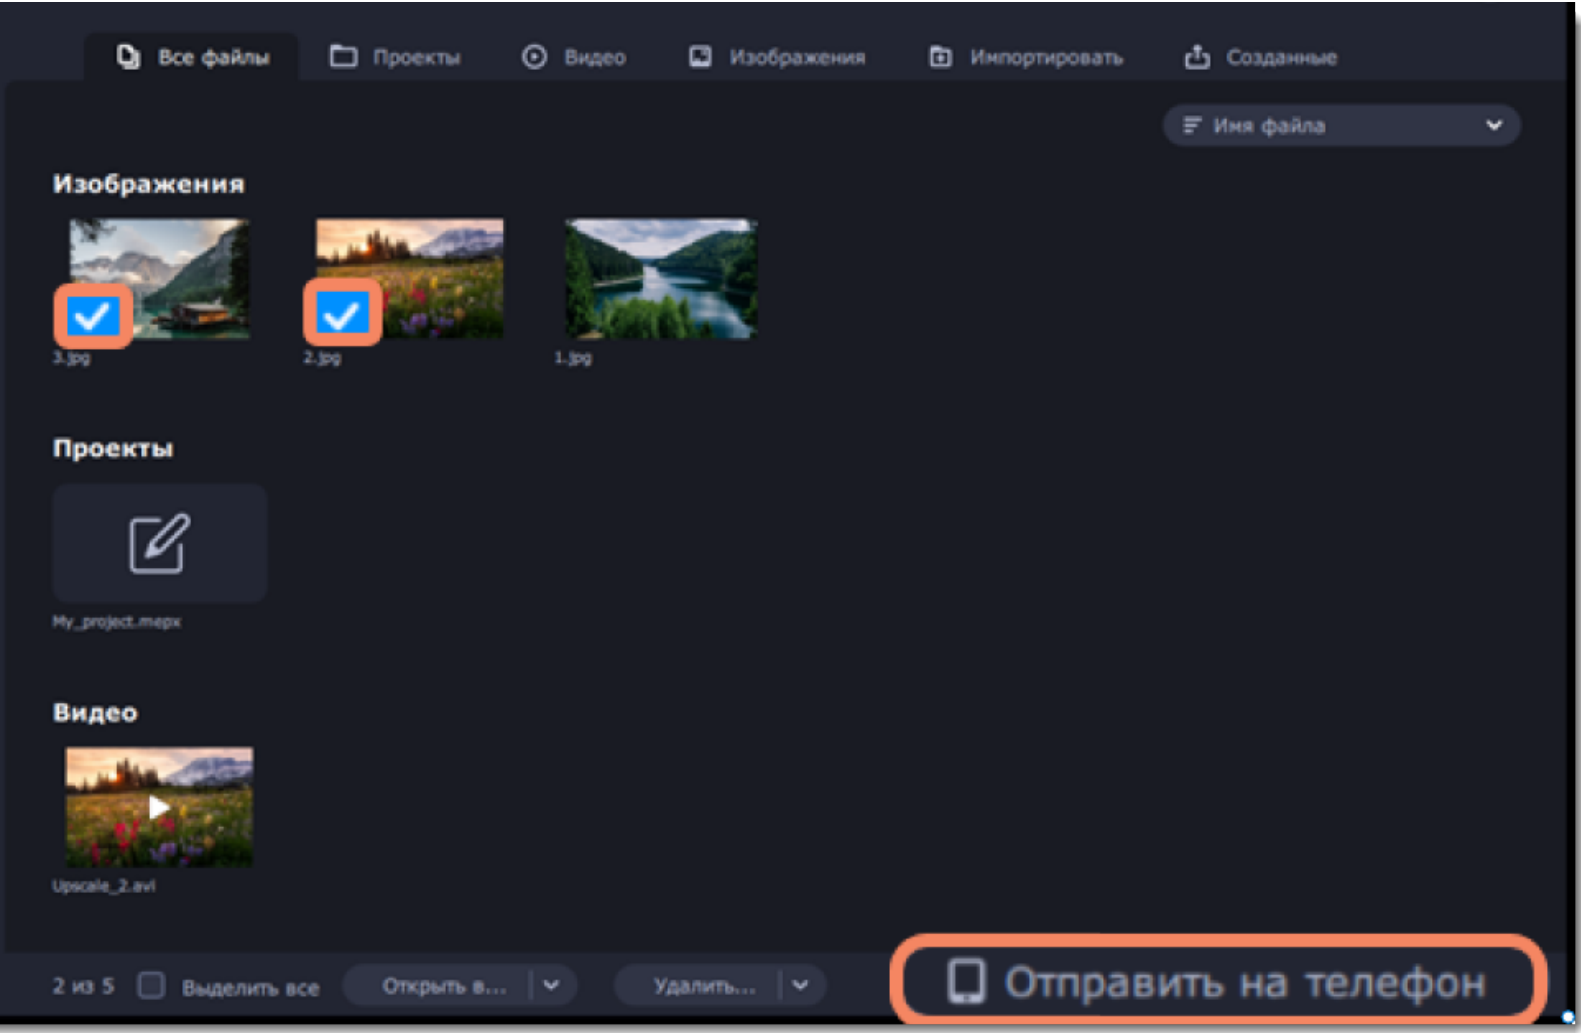 Все файлы Проекты Видео Изображения Импортировать Созданные
Имя файла
Изображения
3.jpg 2.jpg 1.jpg
Проекты
My_project.mepx
Видео
Upscale_2.avi
2 из 5 Выделить все Открыть в... Удалить... Отправить на телефон